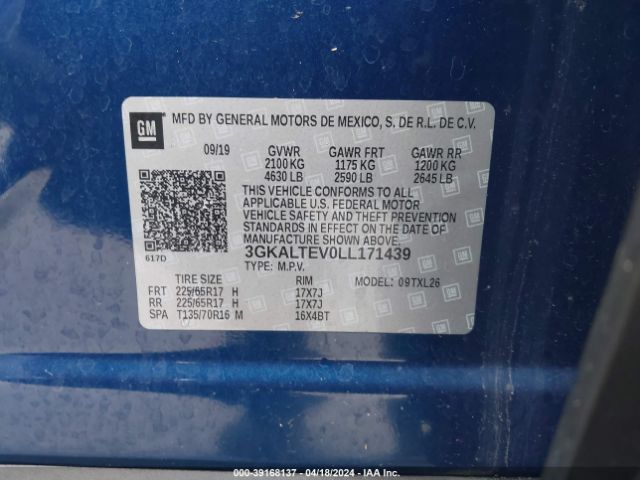 GM MFD BY GENERAL MOTORS DE MEXICO, S. DE R.L. DE C.V.
09/19 GVWR GAWR FRT GAWR RR
2100 KG 1175 KG 1200 KG
4630 LB 2590 LB 2645 LB
THIS VEHICLE CONFORMS TO ALL
APPLICABLE U.S. FEDERAL MOTOR
VEHICLE SAFETY AND THEFT PREVENTION
STANDARDS IN EFFECT ON THE DATE OF
MANUFACTURE SHOWN ABOVE.
617D 3GKALTEV0LL171439
TYPE: M.P.V.
TIRE SIZE RIM MODEL: 09TXL26
FRT 225/65R17 H 17X7J
RR 225/65R17 H 17X7J
SPA T135/70R16 M 16X4BT
000-39168137 - 04/18/2024 - IAA Inc.